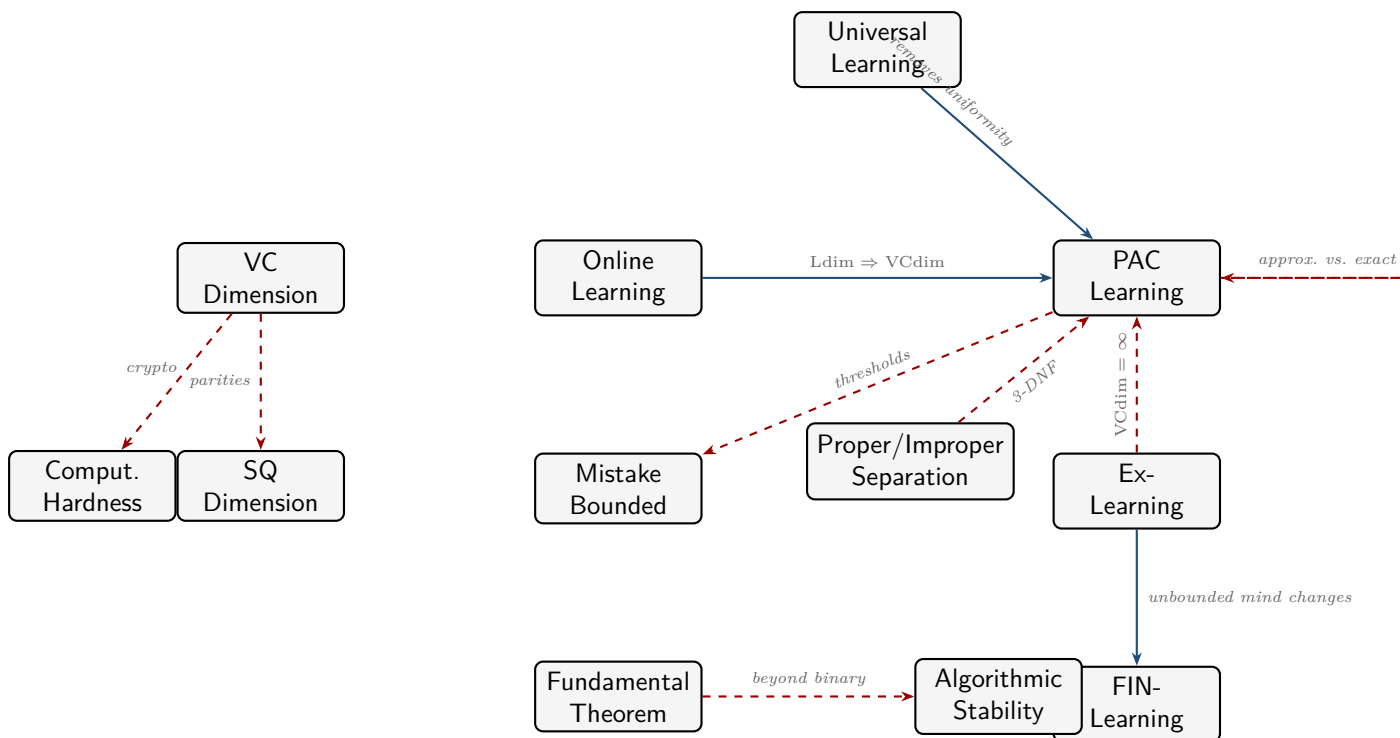 Universal
Learning
removes uniformity
VC
Dimension
Online
Learning
Ldim ⇒ VCdim
PAC
Learning
approx. vs. exact
crypto
parities
thresholds
3-DNF
VCdim = ∞
Comput.
Hardness
SQ
Dimension
Mistake
Bounded
Proper/Improper
Separation
Ex-
Learning
unbounded mind changes
Fundamental
Theorem
beyond binary
Algorithmic
Stability
FIN-
Learning